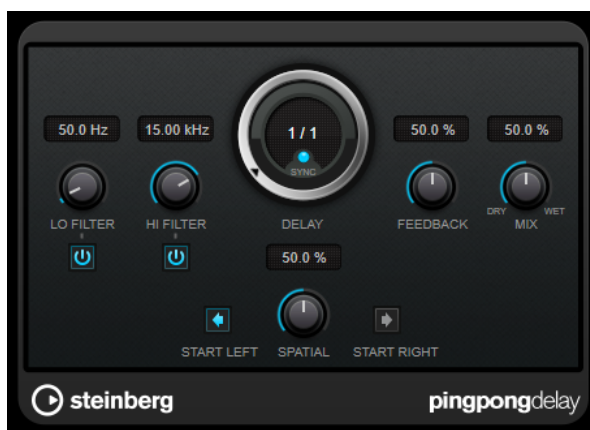 50.0 Hz 15.00 kHz 1 / 1 50.0 % 50.0 %
SYNC
LO FILTER HI FILTER DELAY FEEDBACK DRY MIX WET
50.0 %
START LEFT SPATIAL START RIGHT
steinberg pingpongdelay